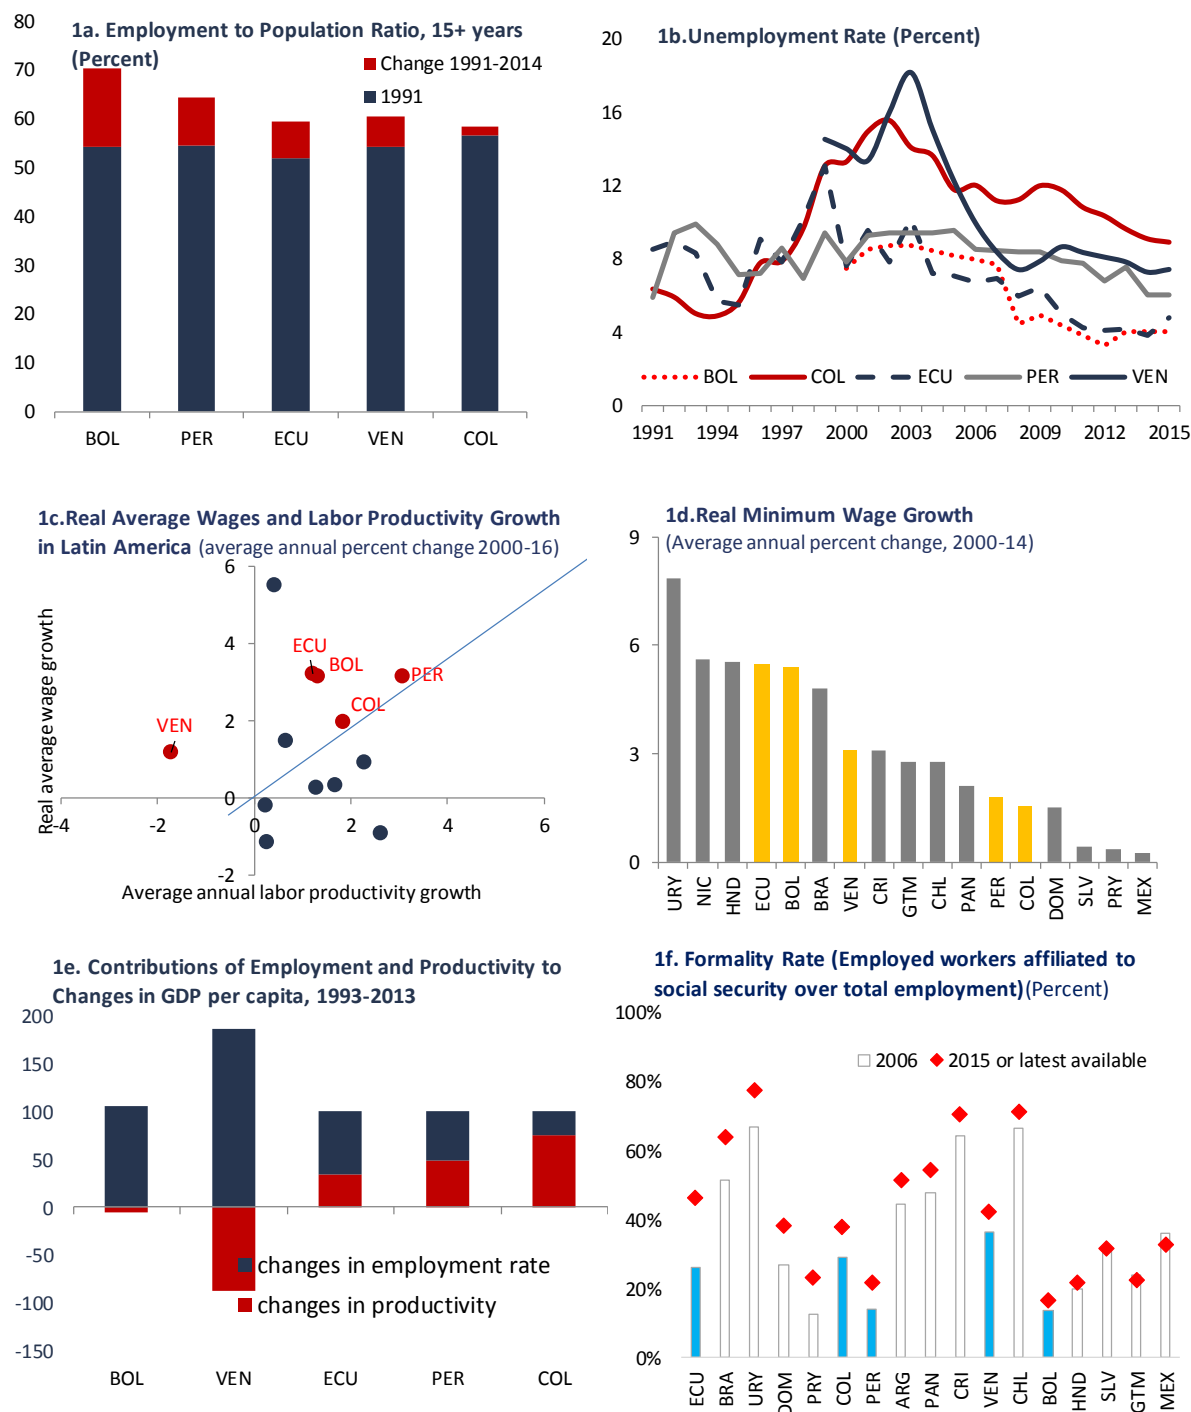 1a. Employment to Population Ratio, 15+ years
(Percent)
Change 1991-2014
1991
80
70
60
50
40
30
20
10
0
BOL PER ECU VEN COL
1b.Unemployment Rate (Percent)
20
16
12
8
4
0
BOL COL ECU PER VEN
1991 1994 1997 2000 2003 2006 2009 2012 2015
1c.Real Average Wages and Labor Productivity Growth
in Latin America (average annual percent change 2000-16)
Real average wage growth
6
4
2
0
-2
ECU
BOL
PER
COL
VEN
-4 -2 0 2 4 6
Average annual labor productivity growth
1d.Real Minimum Wage Growth
(Average annual percent change, 2000-14)
9
6
3
0
URY NIC HND ECU BOL BRA VEN CRI GTM CHL PAN PER COL DOM SLV PRY MEX
1e. Contributions of Employment and Productivity to
Changes in GDP per capita, 1993-2013
200
150
100
50
0
-50
-100
-150
changes in employment rate
changes in productivity
BOL VEN ECU PER COL
1f. Formality Rate (Employed workers affiliated to
social security over total employment)(Percent)
100%
80%
60%
40%
20%
0%
2006 2015 or latest available
ECU BRA URY DOM PRY COL PER ARG PAN CRI VEN CHL BOL HND SLV GTM MEX